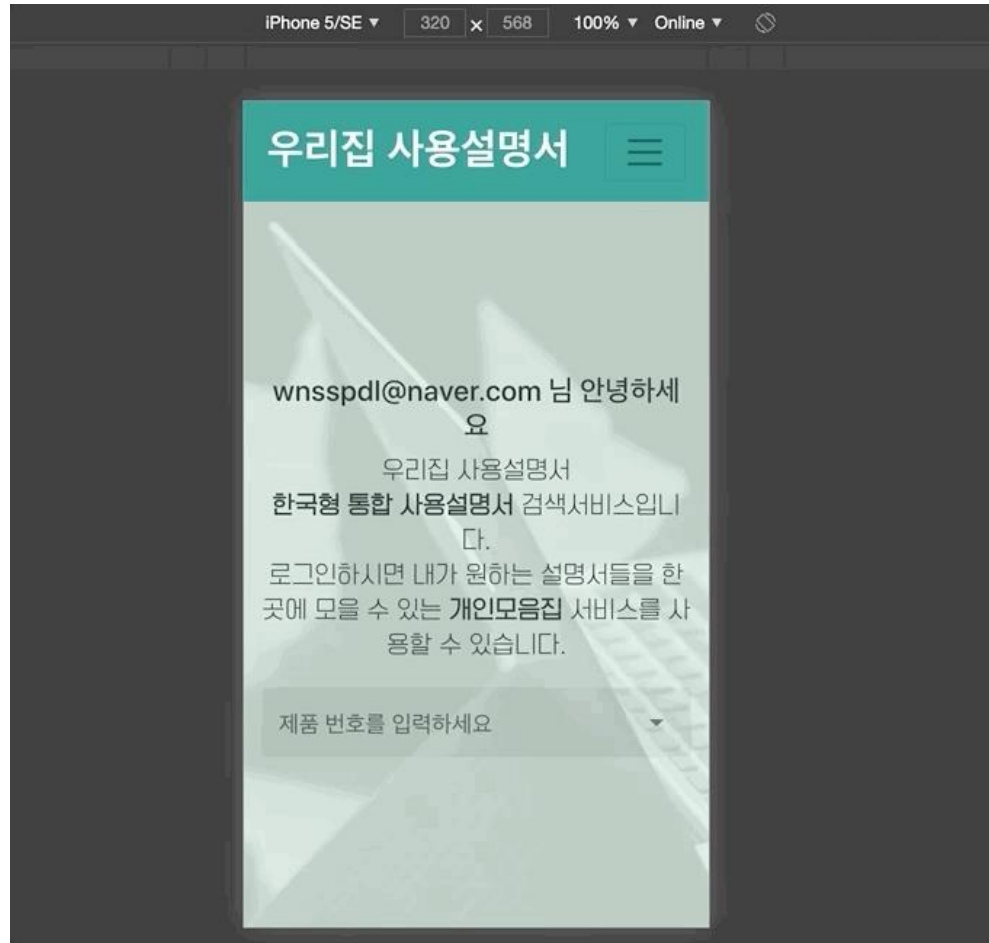 iPhone 5/SE ▼ 320 × 568 100% ▼ Online ▼
우리집 사용설명서
wnsspdl@naver.com 님 안녕하세
요
우리집 사용설명서
한국형 통합 사용설명서 검색서비스입니
다.
로그인하시면 내가 원하는 설명서들을 한
곳에 모을 수 있는 개인모음집 서비스를 사
용할 수 있습니다.
제품 번호를 입력하세요